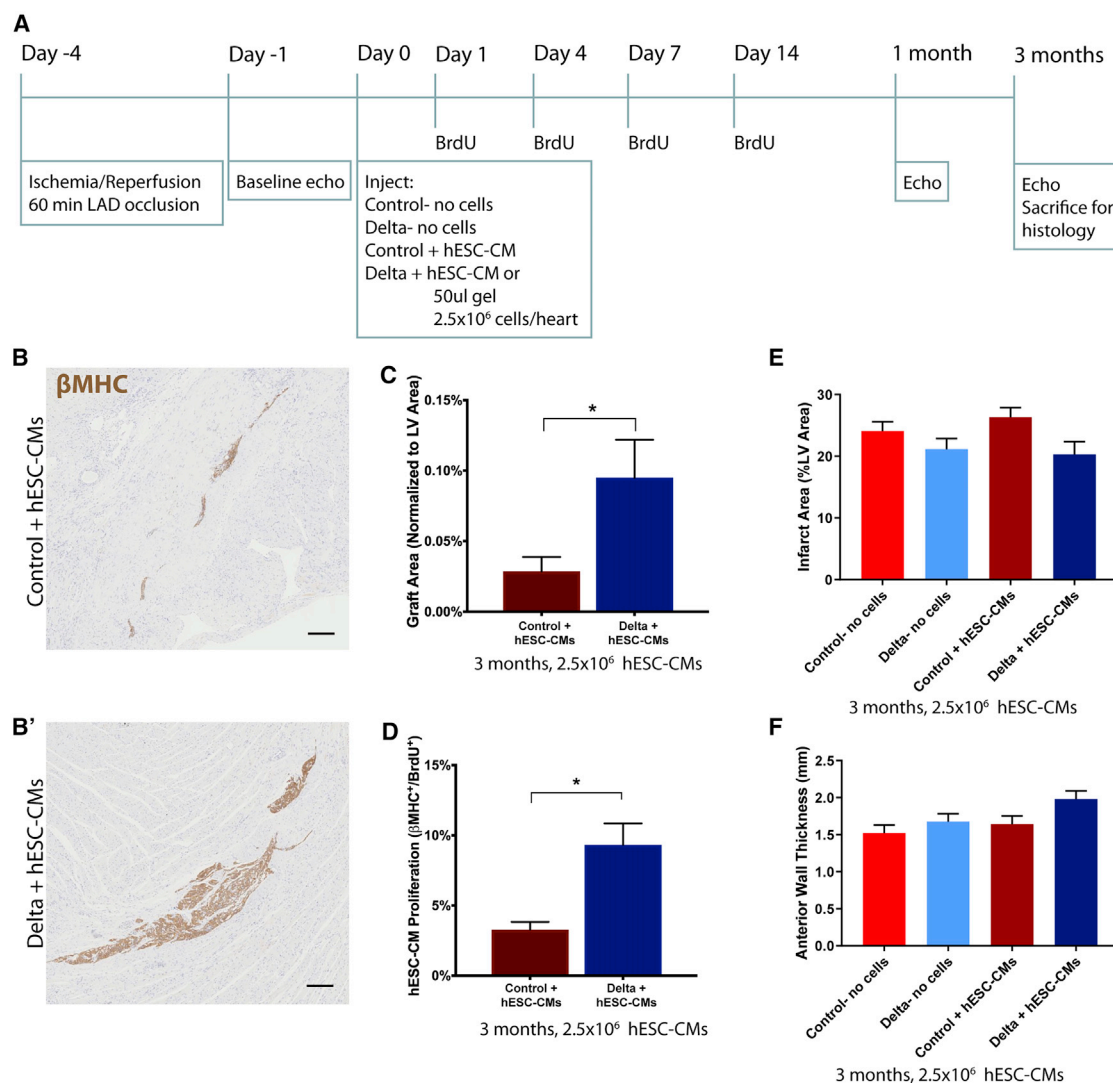 A
Day -4
Day -1
Day 0
Day 1
Day 4
Day 7
Day 14
1 month
3 months
BrdU
BrdU
BrdU
BrdU
Ischemia/Reperfusion
60 min LAD occlusion
Baseline echo
Inject:
Control- no cells
Delta- no cells
Control + hESC-CM
Delta + hESC-CM or
50ul gel
2.5x10⁶ cells/heart
Echo
Echo
Sacrifice for
histology
B
βMHC
Control + hESC-CMs
B'
Delta + hESC-CMs
C
Graft Area (Normalized to LV Area)
0.15%
0.10%
0.05%
0.00%
*
Control +
hESC-CMs
Delta +
hESC-CMs
3 months, 2.5x10⁶ hESC-CMs
D
hESC-CM Proliferation (βMHC⁺/BrdU⁺)
15%
10%
5%
0%
*
Control +
hESC-CMs
Delta +
hESC-CMs
3 months, 2.5x10⁶ hESC-CMs
E
Infarct Area (%LV Area)
30
20
10
0
Control- no cells
Delta- no cells
Control + hESC-CMs
Delta + hESC-CMs
3 months, 2.5x10⁶ hESC-CMs
F
Anterior Wall Thickness (mm)
2.5
2.0
1.5
1.0
0.5
0.0
Control- no cells
Delta- no cells
Control + hESC-CMs
Delta + hESC-CMs
3 months, 2.5x10⁶ hESC-CMs